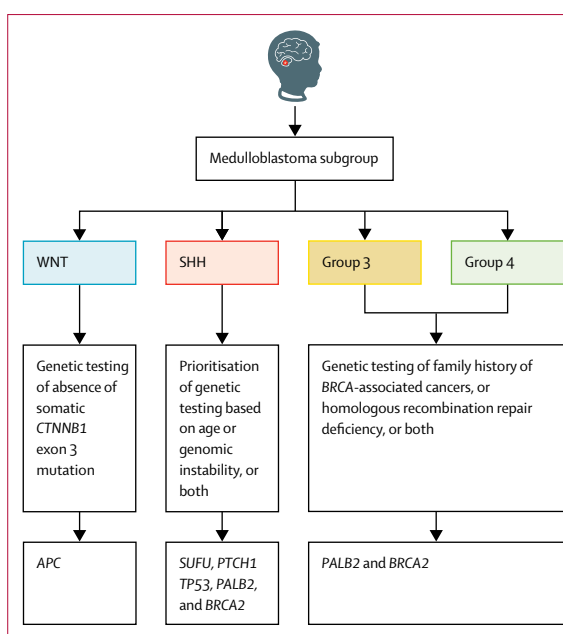 Medulloblastoma subgroup
WNT
SHH
Group 3
Group 4
Genetic testing
of absence of
somatic
CTNNB1
exon 3
mutation
Prioritisation
of genetic
testing based
on age or
genomic
instability, or
both
Genetic testing of family history of
BRCA-associated cancers, or
homologous recombination repair
deficiency, or both
APC
SUFU, PTCH1
TP53, PALB2,
and BRCA2
PALB2 and BRCA2